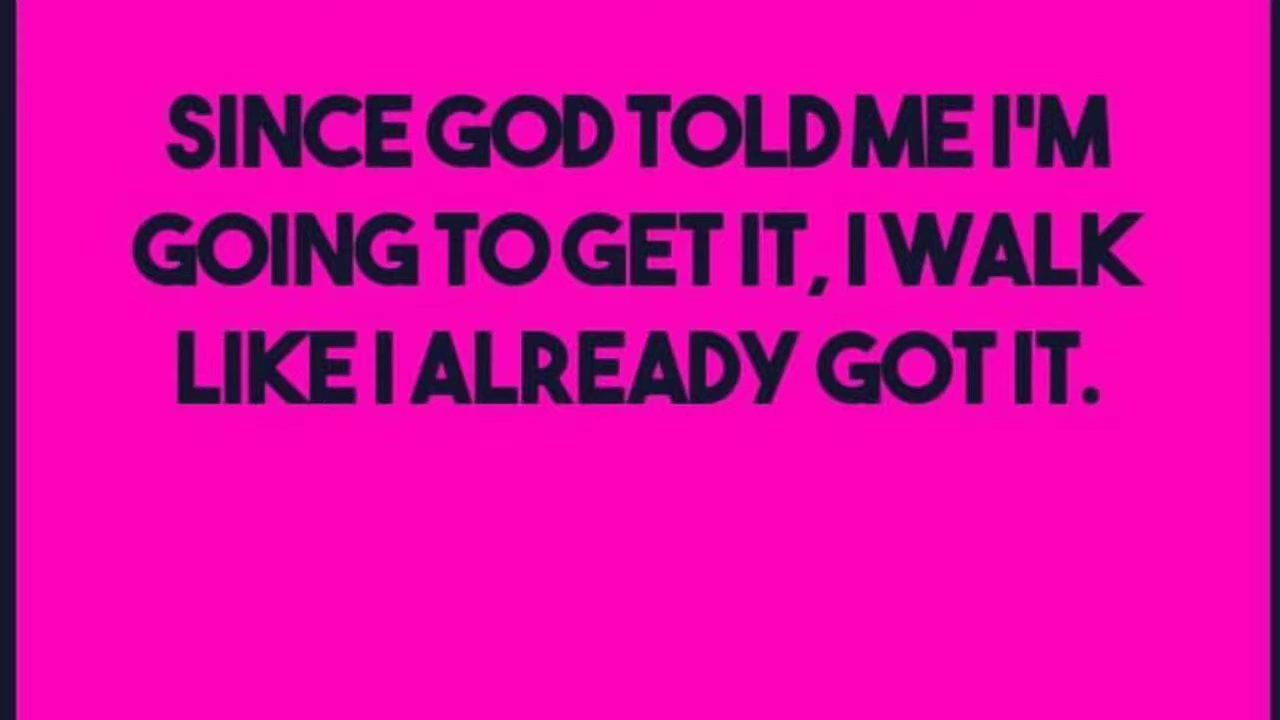 SINCE GOD TOLD ME I'M
GOING TO GET IT, I WALK
LIKE I ALREADY GOT IT.